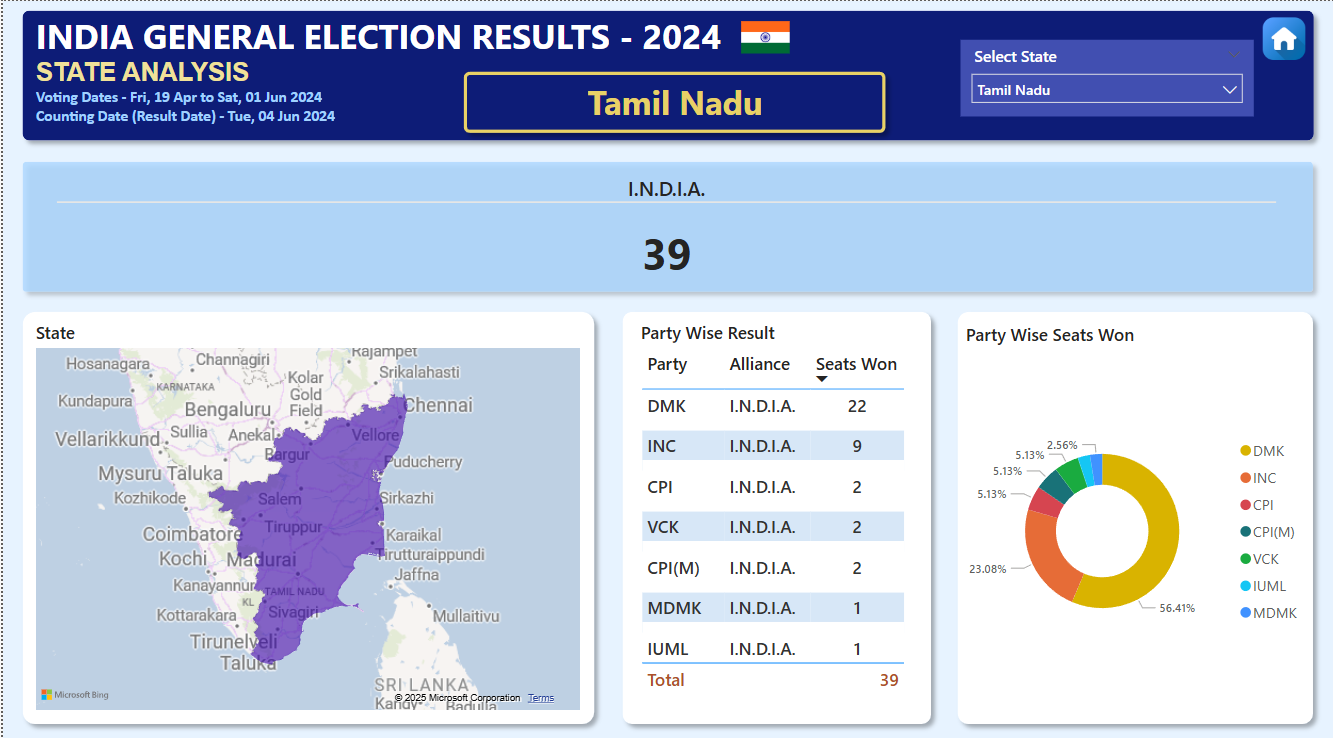 INDIA GENERAL ELECTION RESULTS - 2024
STATE ANALYSIS
Voting Dates - Fri, 19 Apr to Sat, 01 Jun 2024
Counting Date (Result Date) - Tue, 04 Jun 2024
Tamil Nadu
Select State
Tamil Nadu
I.N.D.I.A.
39
State
Hosanagara
Channagiri
Rajampet
Srikalahasti
KARNATAKA
Kolar
Gold
Field
Kundapura
Bengaluru
Chennai
Vellarikkund
Sullia
Anekal
Vellore
Bargur
Mysuru Taluka
Puducherry
Kozhikode
Salem
Sirkazhi
Coimbatore
Tiruppur
Karaikal
Kochi
Madurai
Tirutturaippundi
Kanayannur
Jaffna
TAMIL NADU
KL
Kottarakara
Sivagiri
Mullaitivu
Tirunelveli
Taluka
SRI LANKA
Kandy
Badulla
Microsoft Bing
© 2025 Microsoft Corporation Terms
Party Wise Result
Party Alliance Seats Won
DMK I.N.D.I.A. 22
INC I.N.D.I.A. 9
CPI I.N.D.I.A. 2
VCK I.N.D.I.A. 2
CPI(M) I.N.D.I.A. 2
MDMK I.N.D.I.A. 1
IUML I.N.D.I.A. 1
Total 39
Party Wise Seats Won
2.56%
5.13%
5.13%
5.13%
23.08%
56.41%
DMK
INC
CPI
CPI(M)
VCK
IUML
MDMK